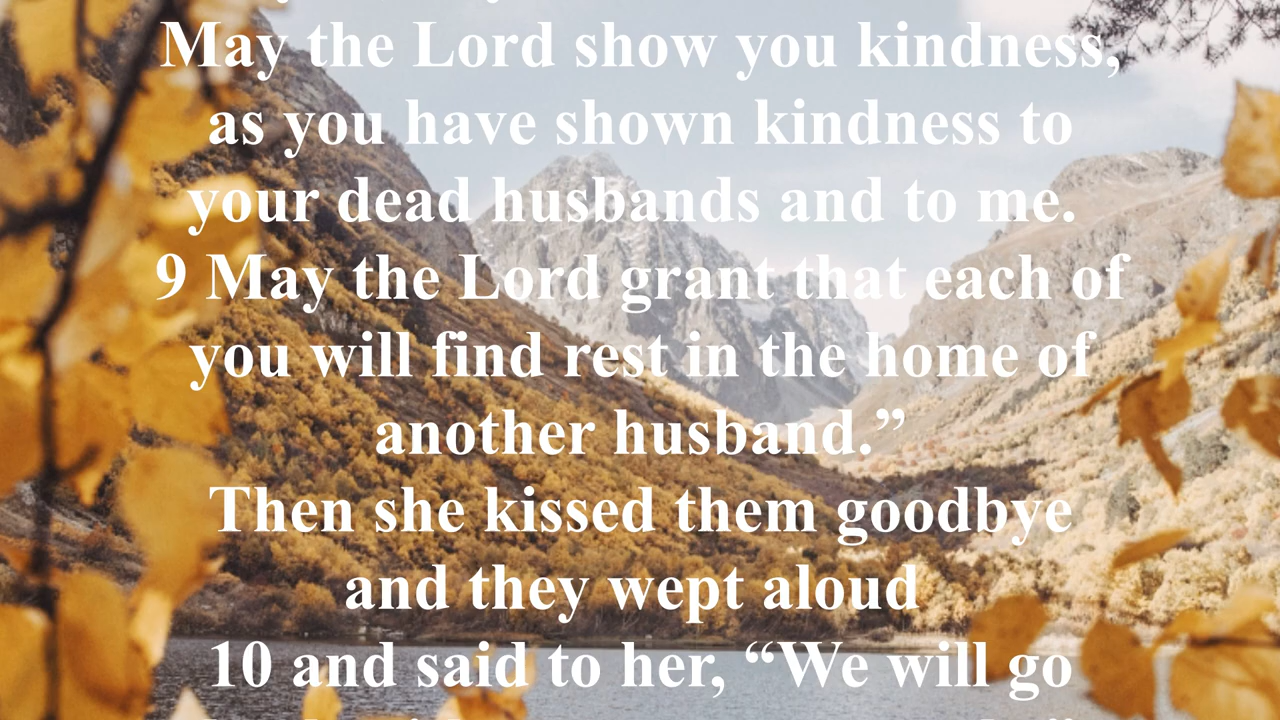 May the Lord show you kindness,
as you have shown kindness to
your dead husbands and to me.
9 May the Lord grant that each of
you will find rest in the home of
another husband.”
Then she kissed them goodbye
and they wept aloud
10 and said to her, “We will go